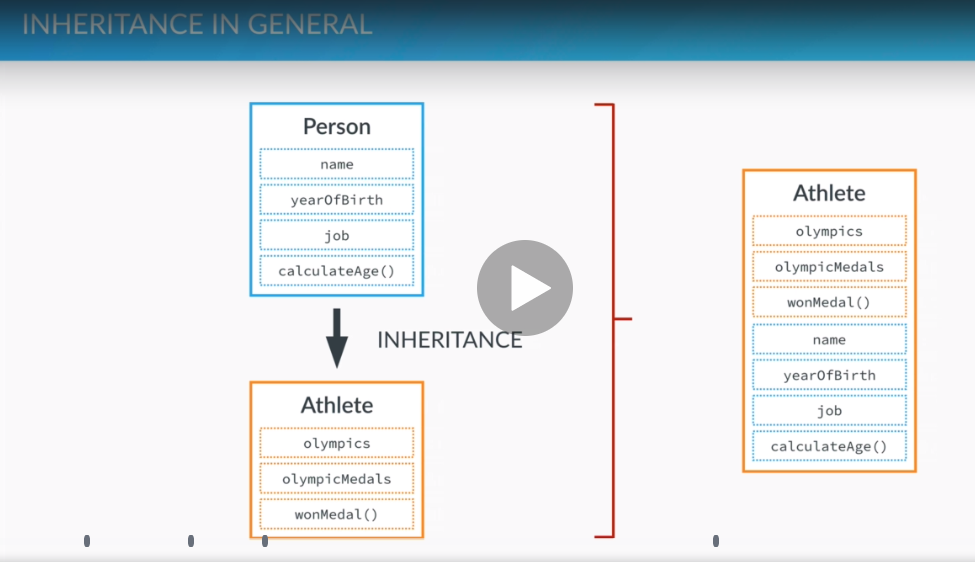 INHERITANCE IN GENERAL
Person
name
yearOfBirth
job
calculateAge()
INHERITANCE
Athlete
olympics
olympicMedals
wonMedal()
Athlete
olympics
olympicMedals
wonMedal()
name
yearOfBirth
job
calculateAge()